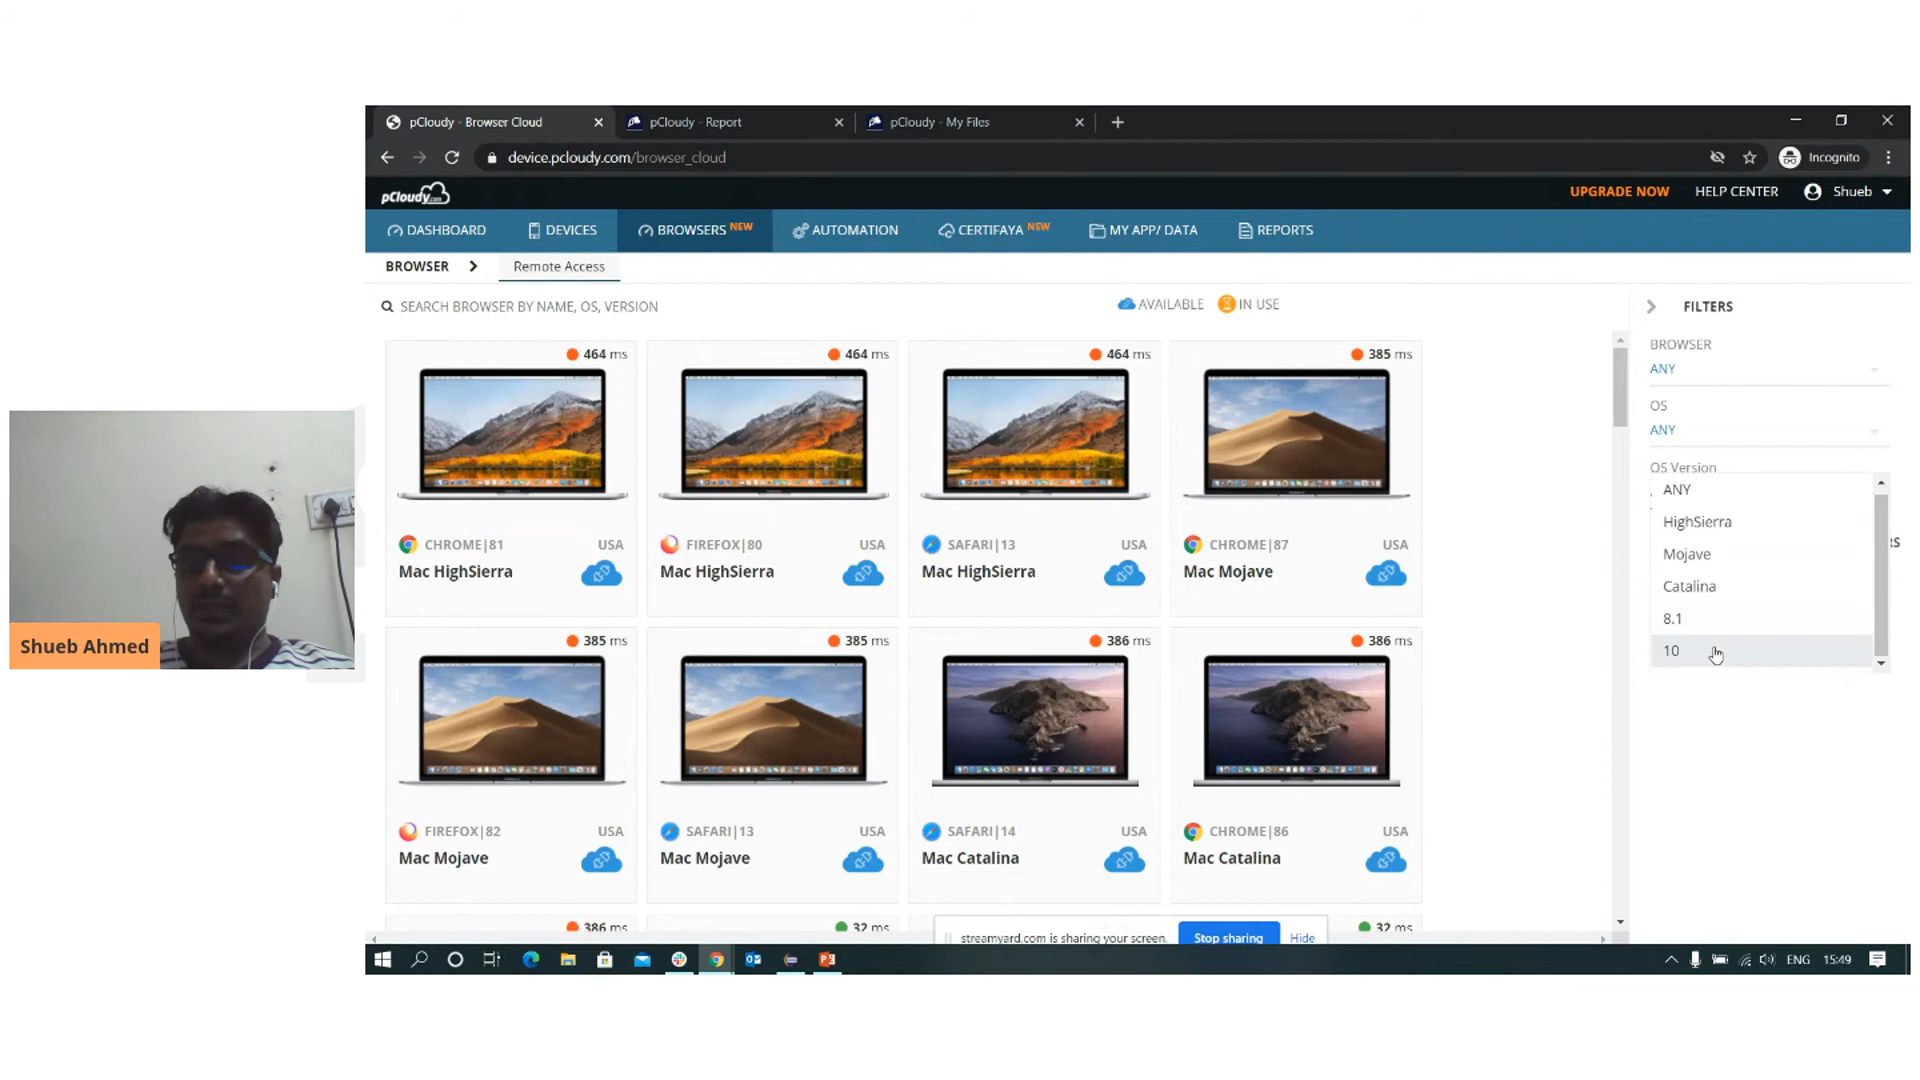 pCloudy - Browser Cloud
pCloudy - Report
pCloudy - My Files
device.pcloudy.com/browser_cloud
Incognito
pCloudy.com
UPGRADE NOW
HELP CENTER
Shueb
DASHBOARD
DEVICES
BROWSERS NEW
AUTOMATION
CERTIFAYA NEW
MY APP/ DATA
REPORTS
BROWSER
Remote Access
SEARCH BROWSER BY NAME, OS, VERSION
AVAILABLE
IN USE
FILTERS
BROWSER
ANY
OS
ANY
OS Version
ANY
HighSierra
Mojave
Catalina
8.1
10
RS
464 ms
CHROME|81
USA
Mac HighSierra
464 ms
FIREFOX|80
USA
Mac HighSierra
464 ms
SAFARI|13
USA
Mac HighSierra
385 ms
CHROME|87
USA
Mac Mojave
385 ms
FIREFOX|82
USA
Mac Mojave
385 ms
SAFARI|13
USA
Mac Mojave
386 ms
SAFARI|14
USA
Mac Catalina
386 ms
CHROME|86
USA
Mac Catalina
386 ms
32 ms
32 ms
streamyard.com is sharing your screen.
Stop sharing
Hide
Shueb Ahmed
ENG
15:49